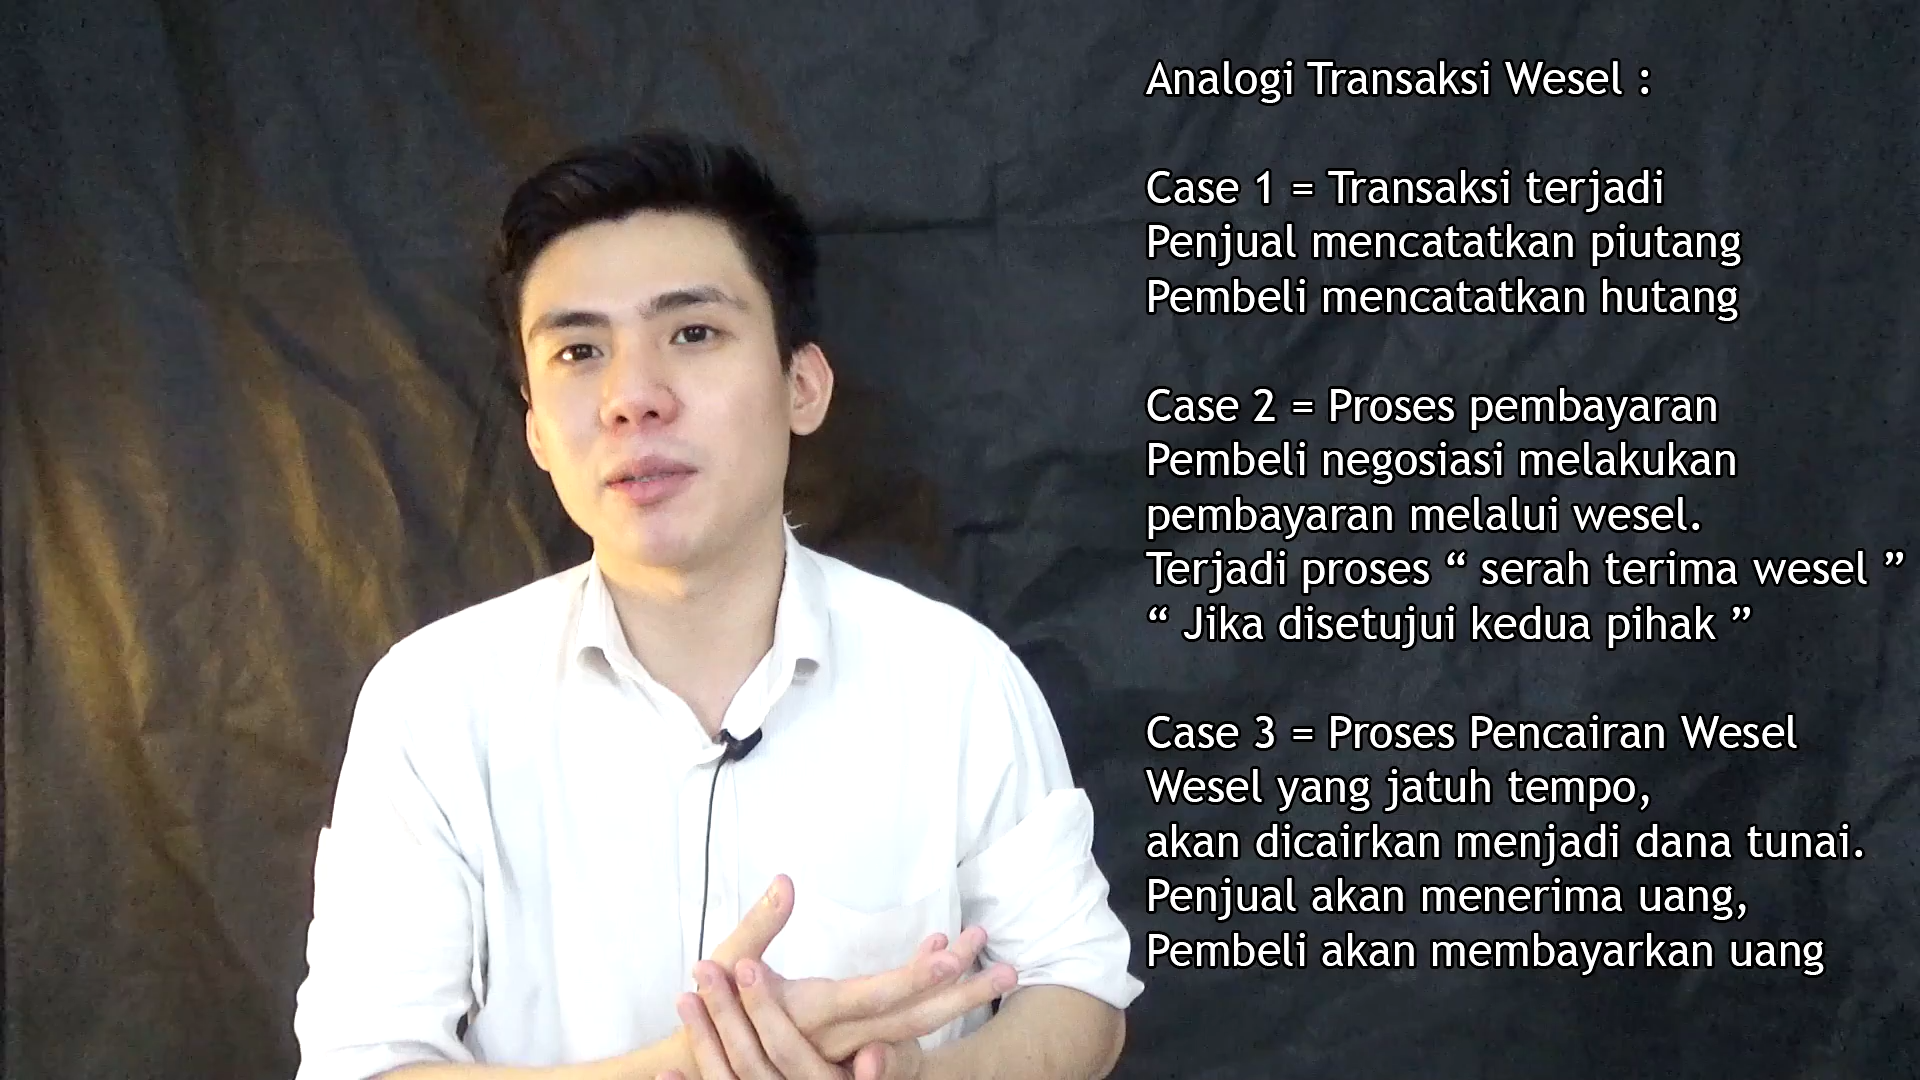 Analogi Transaksi Wesel :
Case 1 = Transaksi terjadi
Penjual mencatatkan piutang
Pembeli mencatatkan hutang
Case 2 = Proses pembayaran
Pembeli negosiasi melakukan
pembayaran melalui wesel.
Terjadi proses “ serah terima wesel ”
“ Jika disetujui kedua pihak ”
Case 3 = Proses Pencairan Wesel
Wesel yang jatuh tempo,
akan dicairkan menjadi dana tunai.
Penjual akan menerima uang,
Pembeli akan membayarkan uang